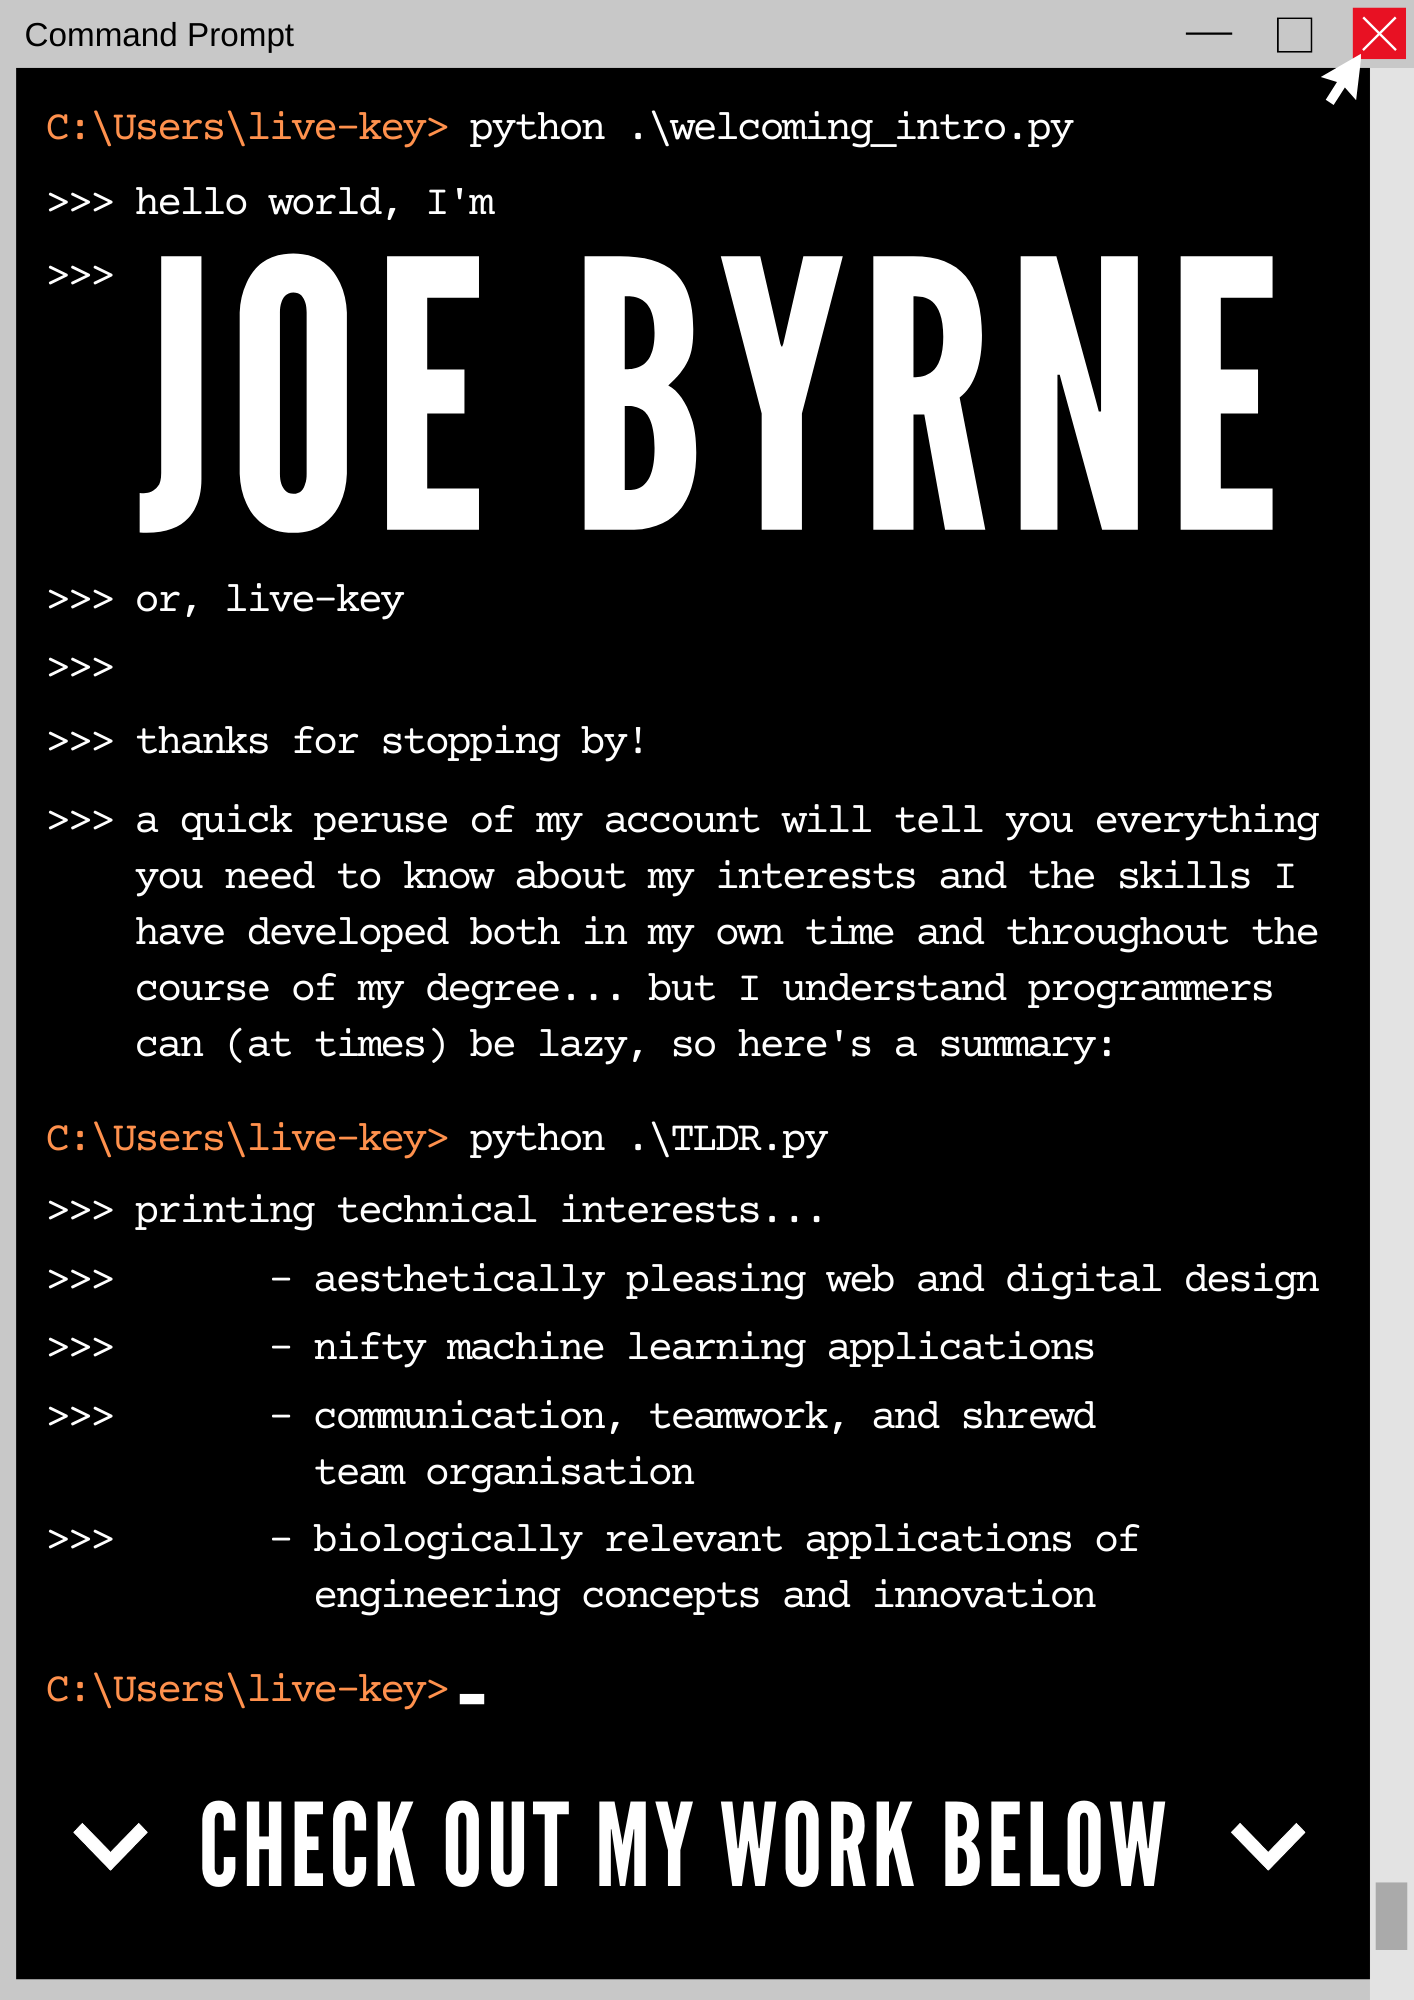 Command Prompt
C:\Users\live-key> python .\welcoming_intro.py
>>> hello world, I'm
>>> JOE BYRNE
>>> or, live-key
>>>
>>> thanks for stopping by!
>>> a quick peruse of my account will tell you everything
you need to know about my interests and the skills I
have developed both in my own time and throughout the
course of my degree... but I understand programmers
can (at times) be lazy, so here's a summary:
C:\Users\live-key> python .\TLDR.py
>>> printing technical interests...
>>> - aesthetically pleasing web and digital design
>>> - nifty machine learning applications
>>> - communication, teamwork, and shrewd
team organisation
>>> - biologically relevant applications of
engineering concepts and innovation
C:\Users\live-key>
CHECK OUT MY WORK BELOW